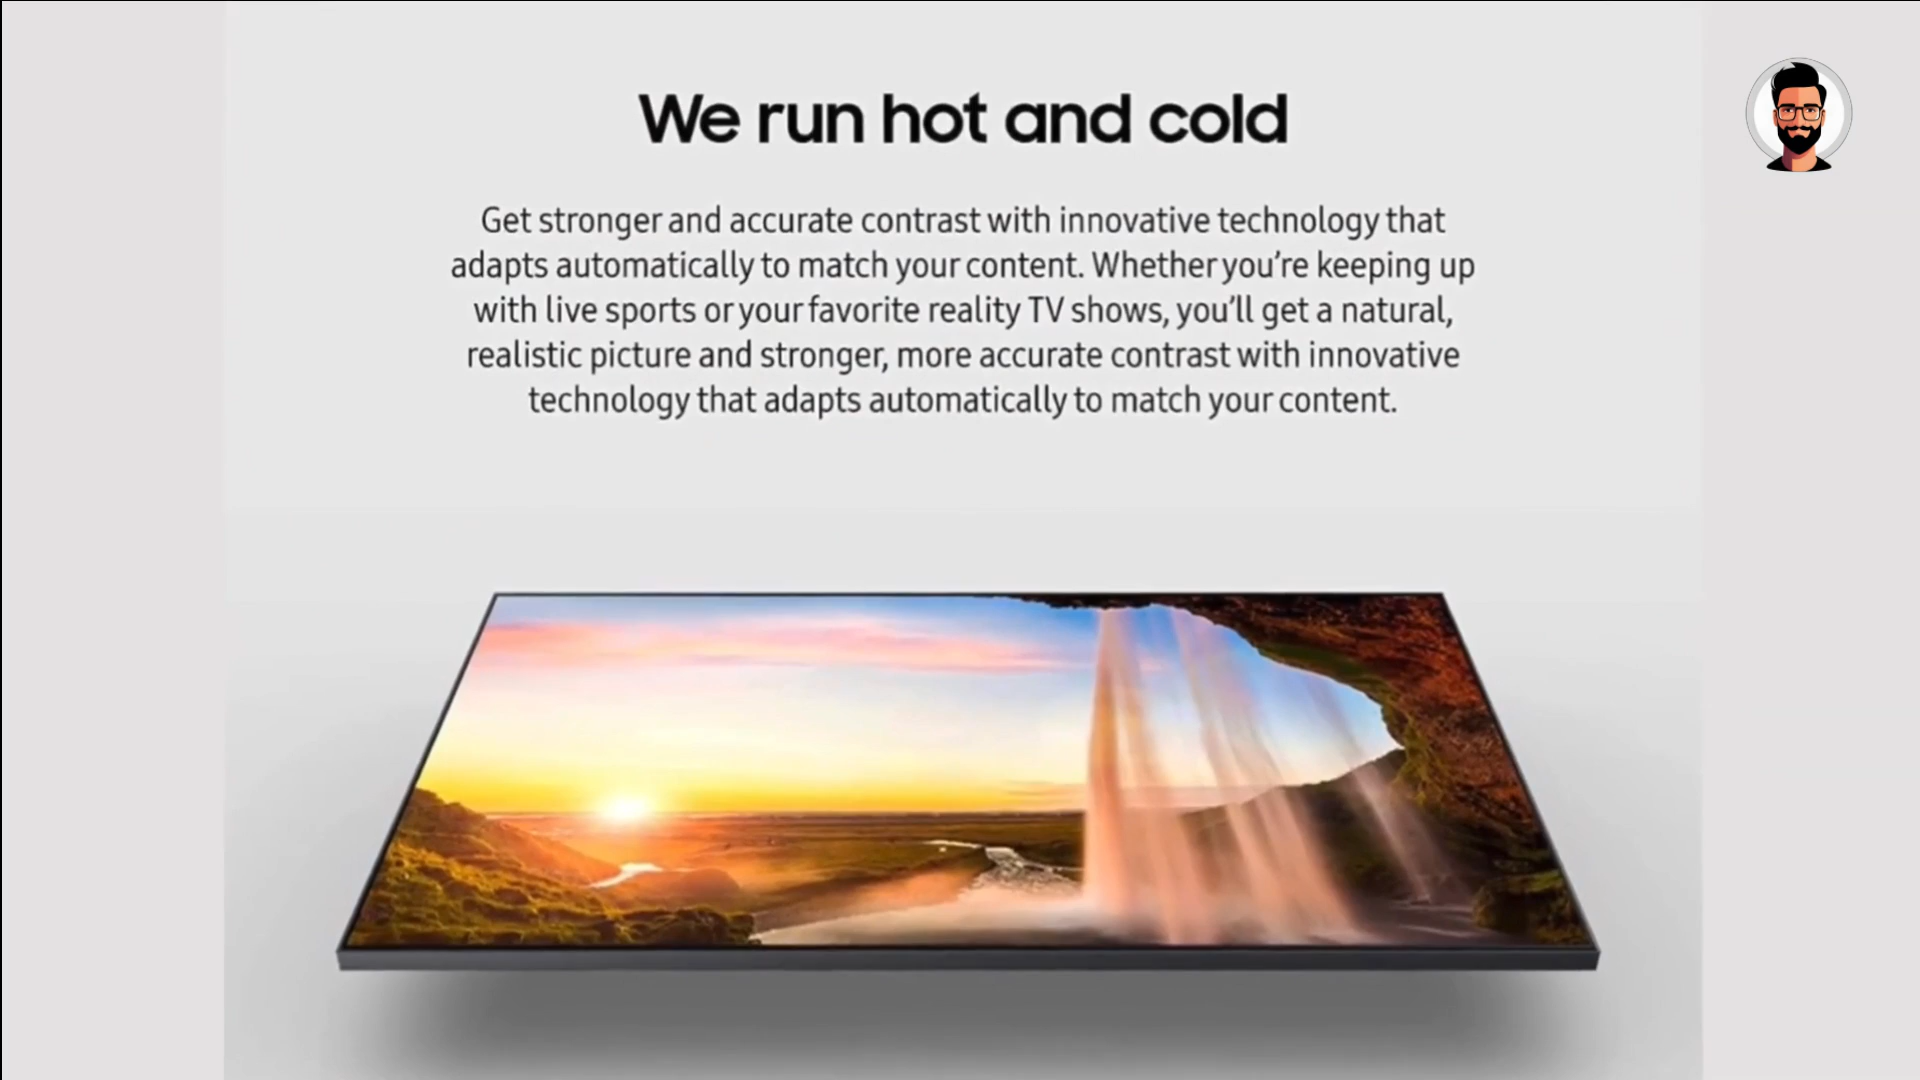 We run hot and cold
Get stronger and accurate contrast with innovative technology that
adapts automatically to match your content. Whether you’re keeping up
with live sports or your favorite reality TV shows, you’ll get a natural,
realistic picture and stronger, more accurate contrast with innovative
technology that adapts automatically to match your content.